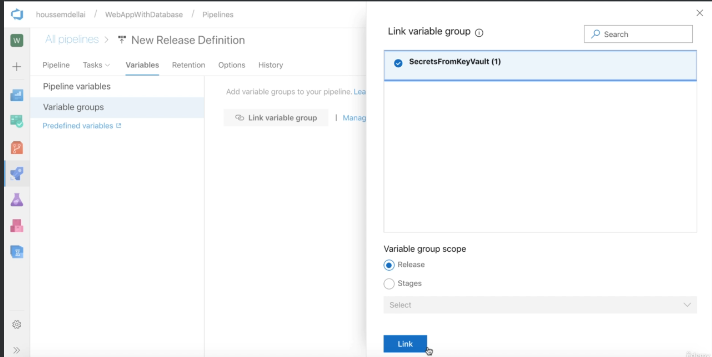 houssemdellai / WebAppWithDatabase / Pipelines
W
All pipelines > New Release Definition
Pipeline Tasks Variables Retention Options History
Pipeline variables
Variable groups
Predefined variables
Add variable groups to your pipeline. Lea
Link variable group | Manag
Link variable group
Search
SecretsFromKeyVault (1)
Variable group scope
Release
Stages
Select
Link